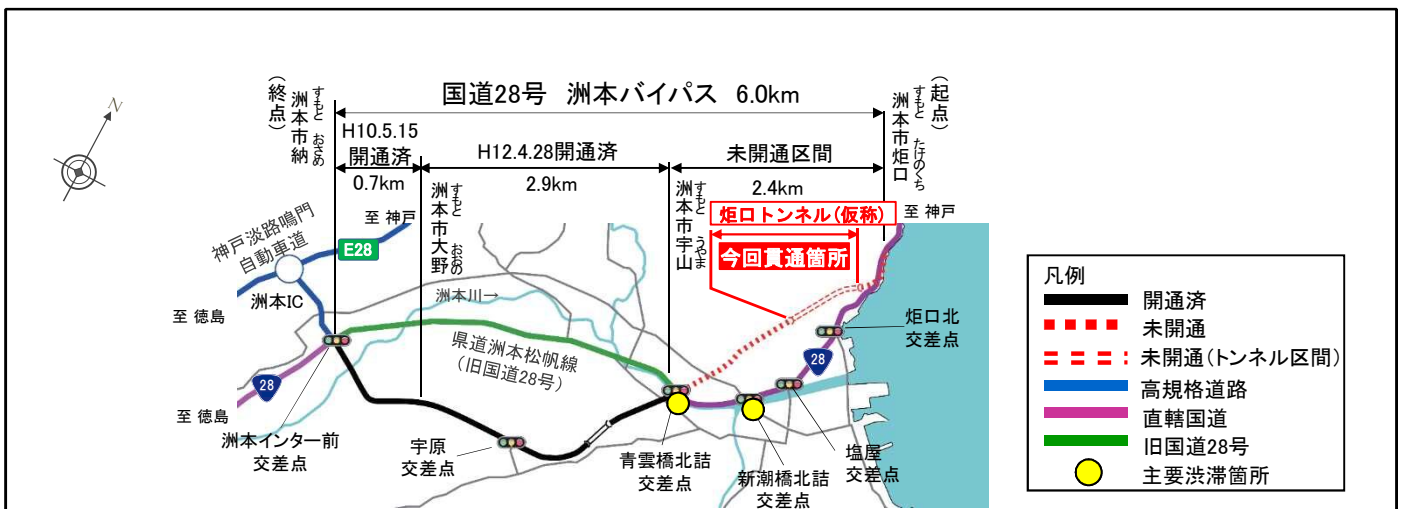 N
国道28号 洲本バイパス 6.0km
(終点)
洲本市納
すもと おさめ
(起点)
洲本市炬口
すもと たけのくち
H10.5.15
開通済
0.7km
H12.4.28開通済
2.9km
未開通区間
2.4km
洲本市大野
すもと おおの
洲本市宇山
すもと うやま
炬口トンネル(仮称)
今回貫通箇所
至 神戸
至 神戸
神戸淡路鳴門
自動車道
E28
洲本IC
洲本川→
至 徳島
県道洲本松帆線
(旧国道28号)
炬口北
交差点
28
28
至 徳島
洲本インター前
交差点
宇原
交差点
青雲橋北詰
交差点
新潮橋北詰
交差点
塩屋
交差点
凡例
開通済
未開通
未開通(トンネル区間)
高規格道路
直轄国道
旧国道28号
主要渋滞箇所